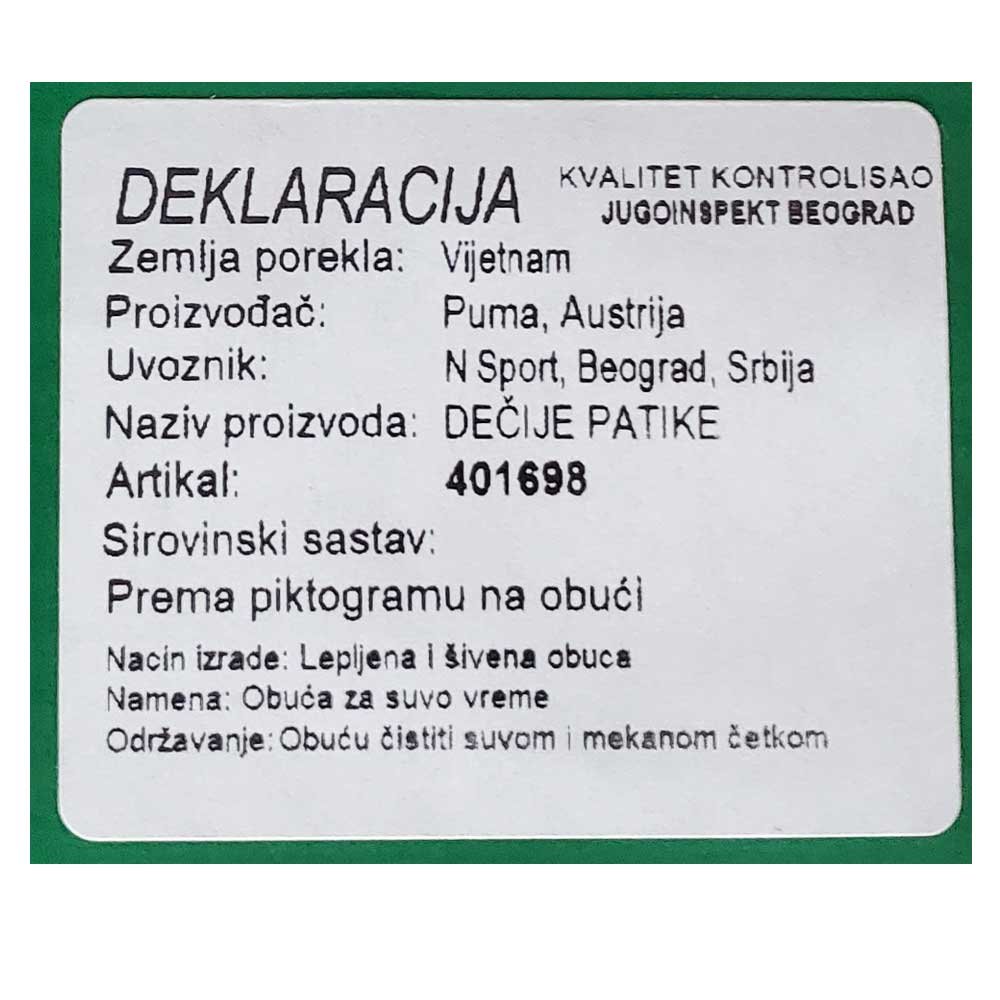 DEKLARACIJA
KVALITET KONTROLISAO
JUGOINSPEKT BEOGRAD
Zemlja porekla: Vijetnam
Proizvođač: Puma, Austrija
Uvoznik: N Sport, Beograd, Srbija
Naziv proizvoda: DEČIJE PATIKE
Artikal: 401698
Sirovinski sastav:
Prema piktogramu na obući
Nacin izrade: Lepljena i šivena obuca
Namena: Obuća za suvo vreme
Održavanje: Obuću čistiti suvom i mekanom četkom